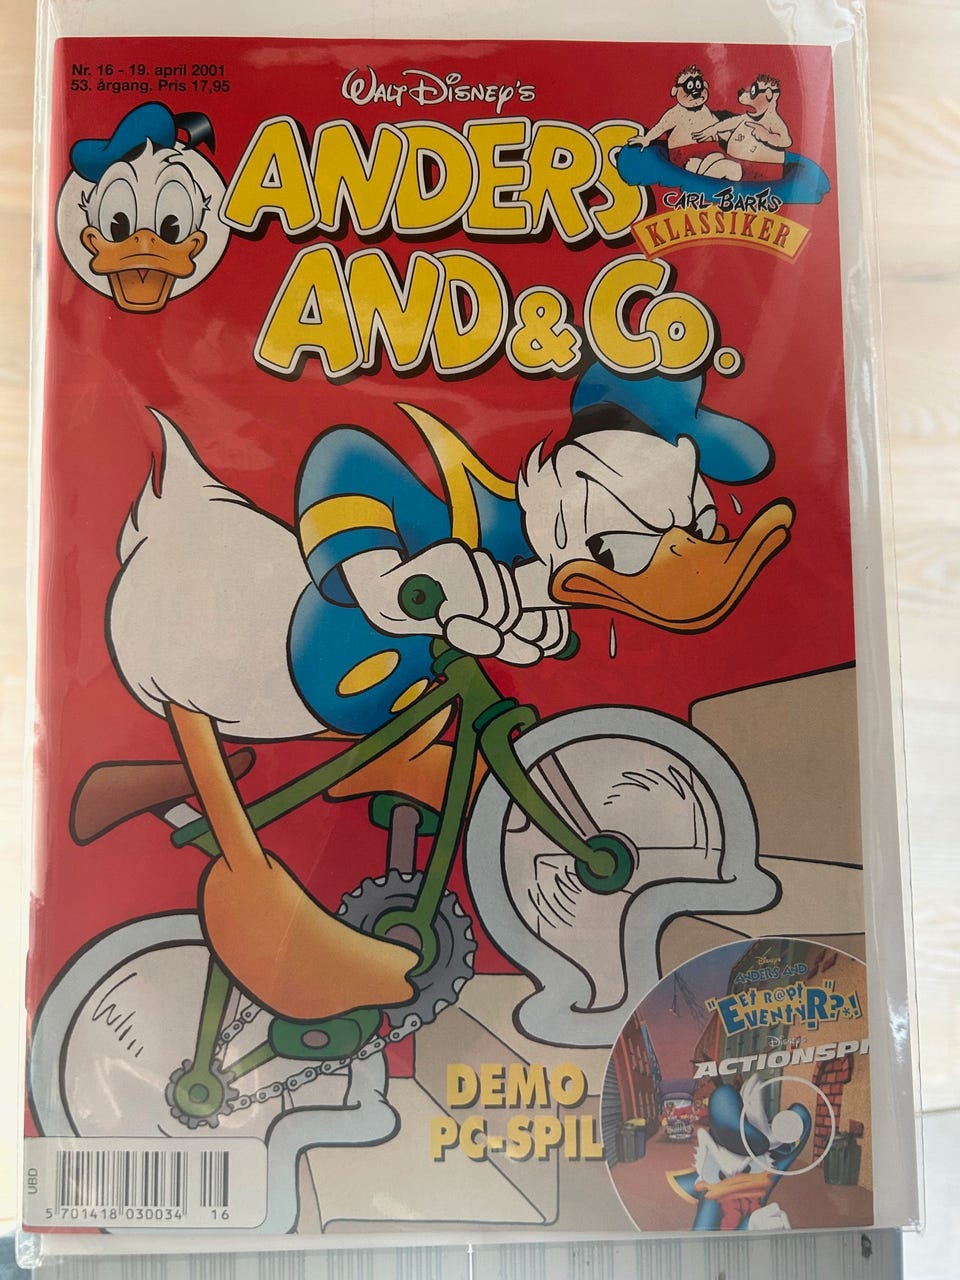 Nr. 16 - 19. april 2001
53. årgang. Pris 17,95
WALT DISNEY'S
ANDERS
AND & Co.
CARL BARKS
KLASSIKER
Disney's
ANDERS AND
"Et r@pt
EVENTYR"?*!
Disney's
ACTIONSPI
DEMO
PC-SPIL
UBD
5 701418 030034 16